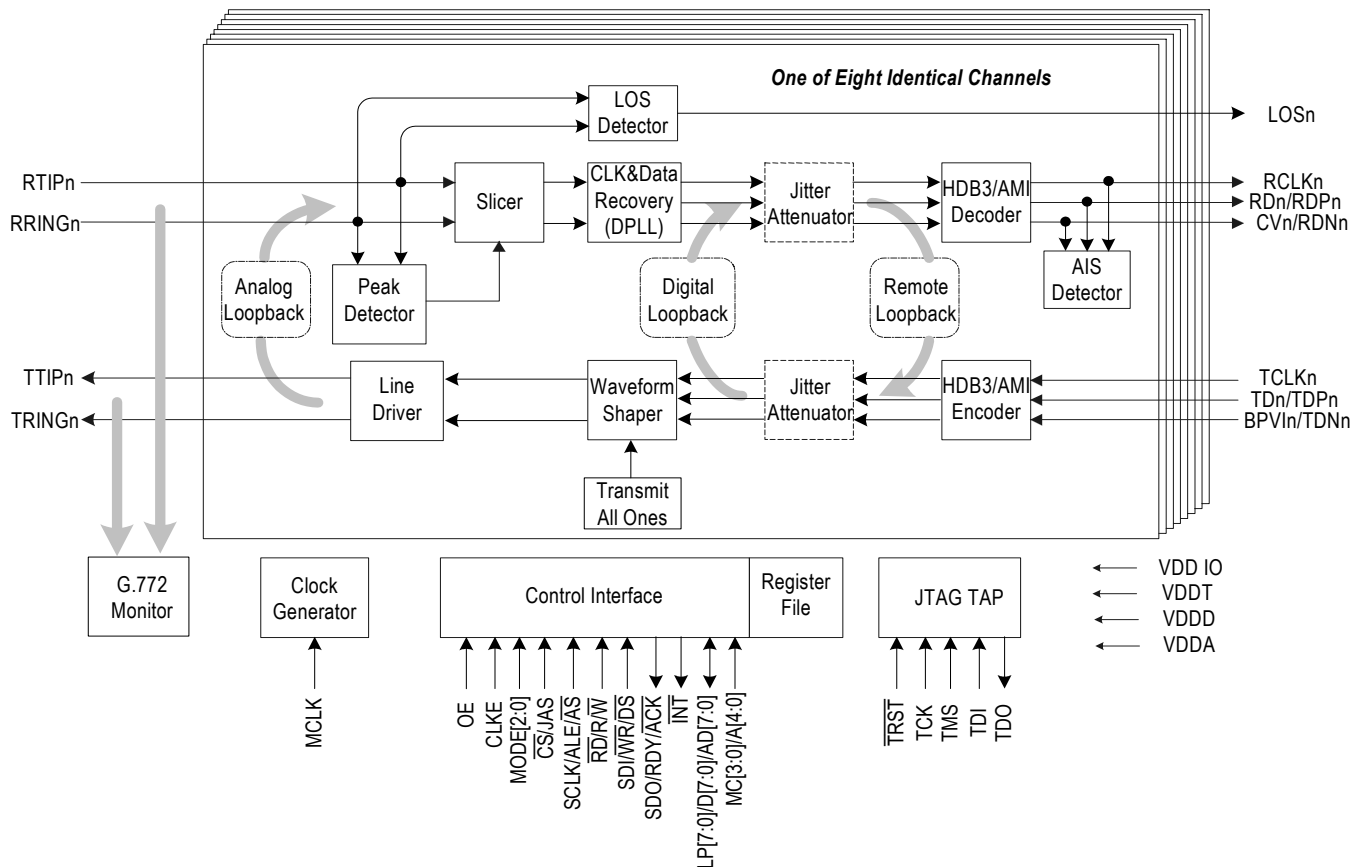 One of Eight Identical Channels
LOS
Detector
LOSn
RTIPn
RRINGn
Slicer
CLK&Data
Recovery
(DPLL)
Jitter
Attenuator
HDB3/AMI
Decoder
RCLKn
RDn/RDPn
CVn/RDNn
Analog
Loopback
Peak
Detector
Digital
Loopback
Remote
Loopback
AIS
Detector
TTIPn
TRINGn
Line
Driver
Waveform
Shaper
Jitter
Attenuator
HDB3/AMI
Encoder
TCLKn
TDn/TDPn
BPVIn/TDNn
Transmit
All Ones
G.772
Monitor
Clock
Generator
Control Interface
Register
File
JTAG TAP
VDD IO
VDDT
VDDD
VDDA
MCLK
OE
CLKE
MODE[2:0]
CS/JAS
SCLK/ALE/AS
RD/R/W
SDI/WR/DS
SDO/RDY/ACK
INT
LP[7:0]/D[7:0]/AD[7:0]
MC[3:0]/A[4:0]
TRST
TCK
TMS
TDI
TDO